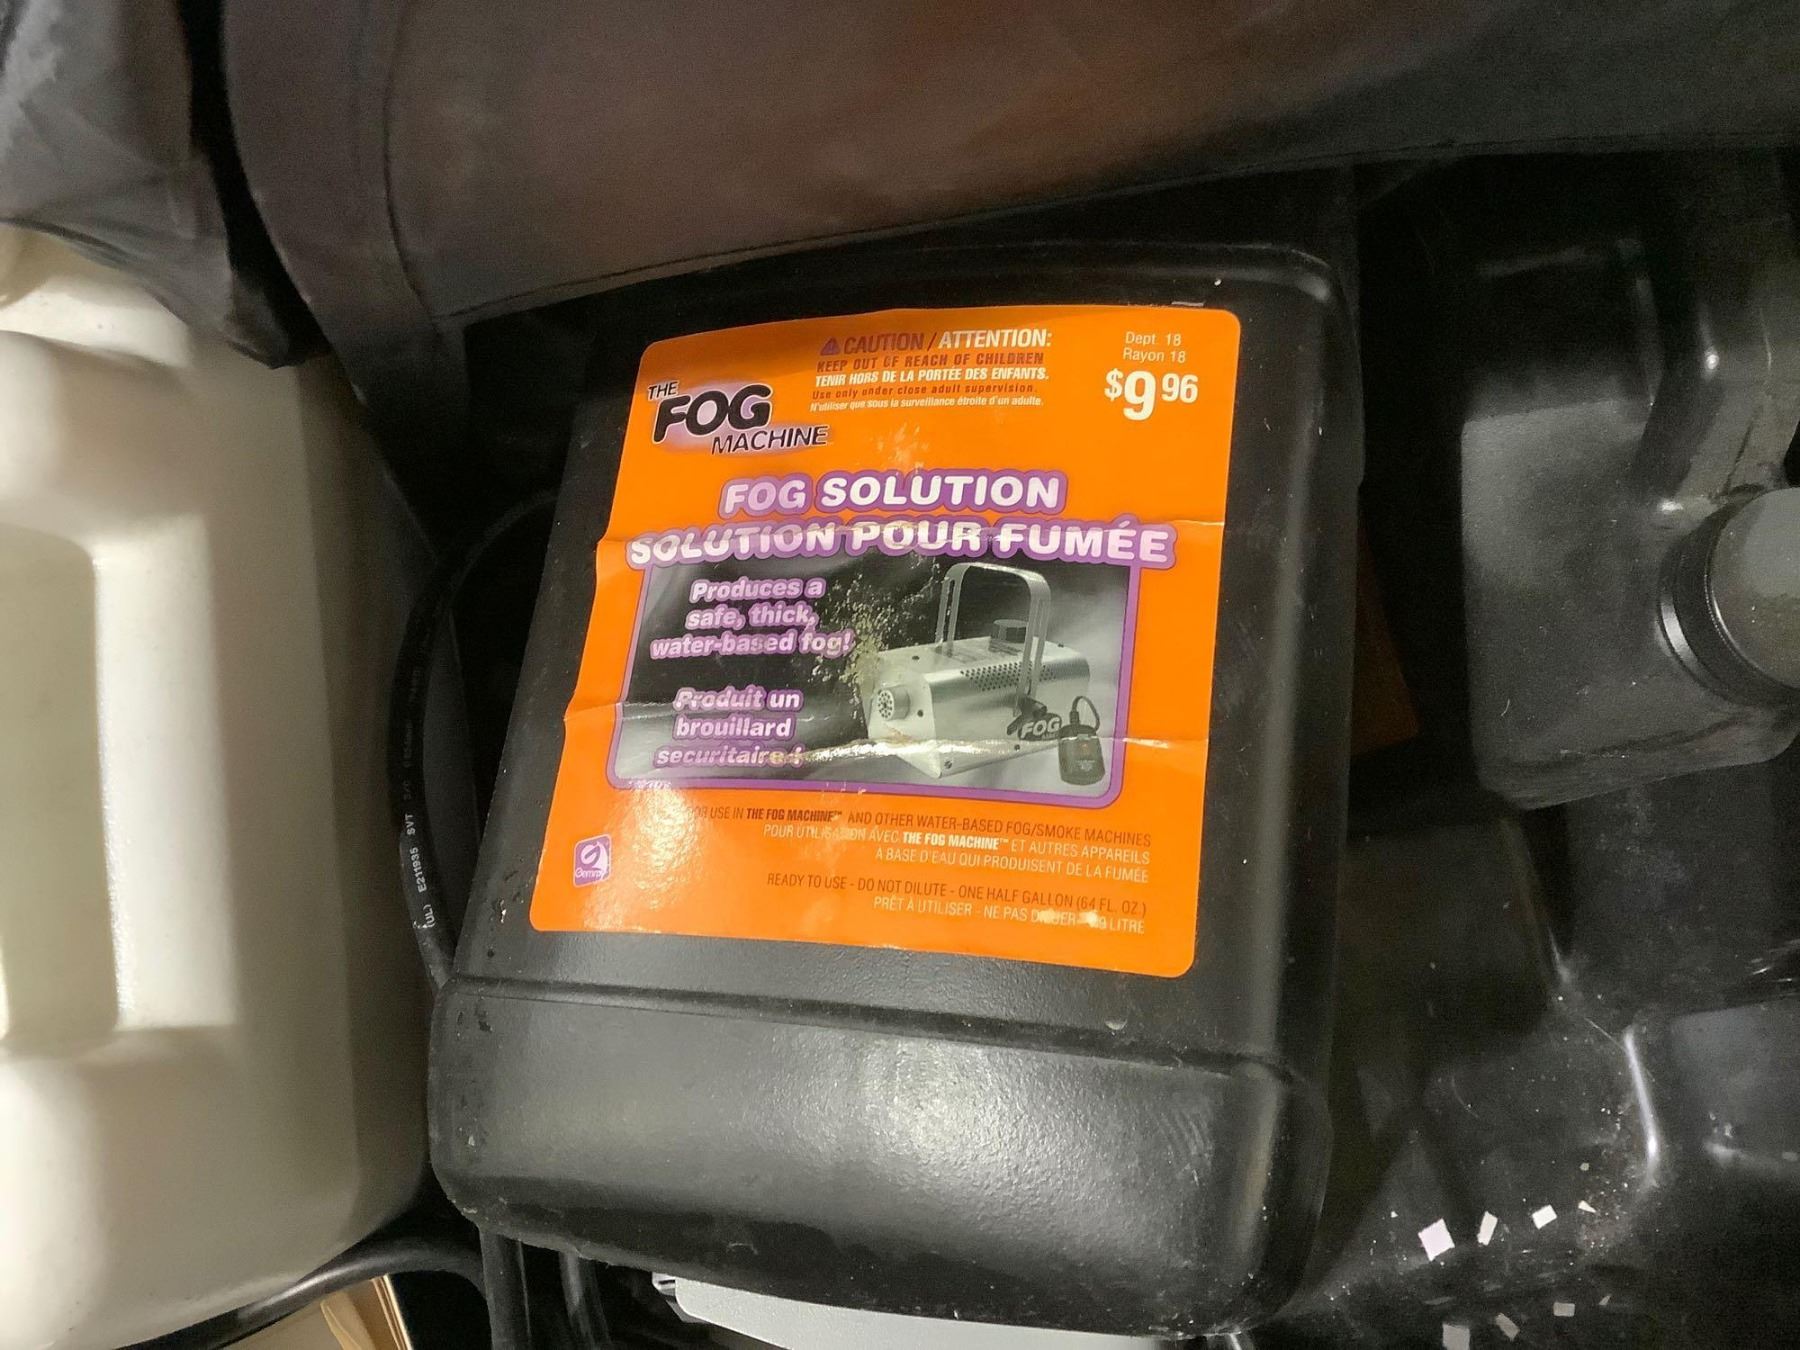 CAUTION / ATTENTION:
KEEP OUT OF REACH OF CHILDREN
TENIR HORS DE LA PORTÉE DES ENFANTS.
Use only under close adult supervision.
N'utiliser que sous la surveillance étroite d'un adulte.
Dept. 18
Rayon 18
$9 96
THE
FOG
MACHINE
FOG SOLUTION
SOLUTION POUR FUMÉE
Produces a
safe, thick,
water-based fog!
Produit un
brouillard
securitaire!
FOG
FOR USE IN THE FOG MACHINE™ AND OTHER WATER-BASED FOG/SMOKE MACHINES
POUR UTILISATION AVEC THE FOG MACHINE™ ET AUTRES APPAREILS
À BASE D'EAU QUI PRODUISENT DE LA FUMÉE
READY TO USE - DO NOT DILUTE - ONE HALF GALLON (64 FL. OZ.)
PRÊT À UTILISER - NE PAS DILUER - LITRE
Gemmy
(UL) E211935 SVT